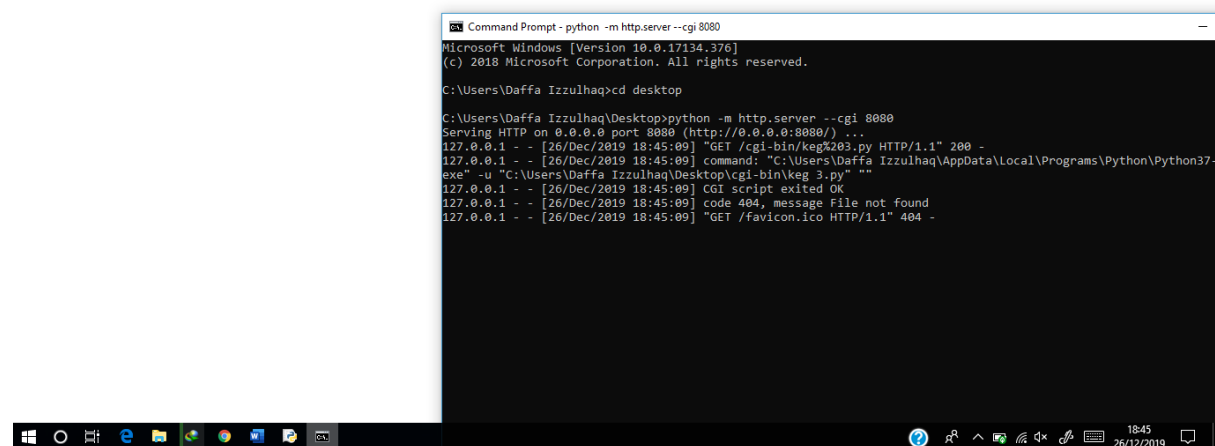 Command Prompt - python -m http.server --cgi 8080
Microsoft Windows [Version 10.0.17134.376]
(c) 2018 Microsoft Corporation. All rights reserved.
C:\Users\Daffa Izzulhaq>cd desktop
C:\Users\Daffa Izzulhaq\Desktop>python -m http.server --cgi 8080
Serving HTTP on 0.0.0.0 port 8080 (http://0.0.0.0:8080/) ...
127.0.0.1 - - [26/Dec/2019 18:45:09] "GET /cgi-bin/keg%203.py HTTP/1.1" 200 -
127.0.0.1 - - [26/Dec/2019 18:45:09] command: "C:\Users\Daffa Izzulhaq\AppData\Local\Programs\Python\Python37-
exe" -u "C:\Users\Daffa Izzulhaq\Desktop\cgi-bin\keg 3.py" ""
127.0.0.1 - - [26/Dec/2019 18:45:09] CGI script exited OK
127.0.0.1 - - [26/Dec/2019 18:45:09] code 404, message File not found
127.0.0.1 - - [26/Dec/2019 18:45:09] "GET /favicon.ico HTTP/1.1" 404 -
18:45
26/12/2019